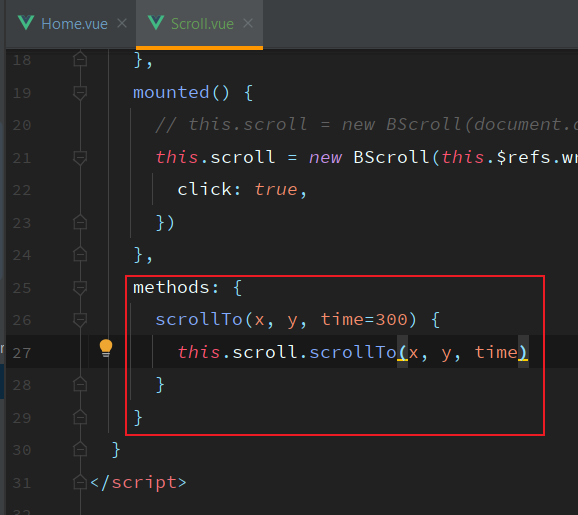 Home.vue Scroll.vue
18 },
19 mounted() {
20 // this.scroll = new BScroll(document.
21 this.scroll = new BScroll(this.$refs.
22 click: true,
23 })
24 },
25 methods: {
26 scrollTo(x, y, time=300) {
27 this.scroll.scrollTo(x, y, time)
28 }
29 }
30 }
31 </script>